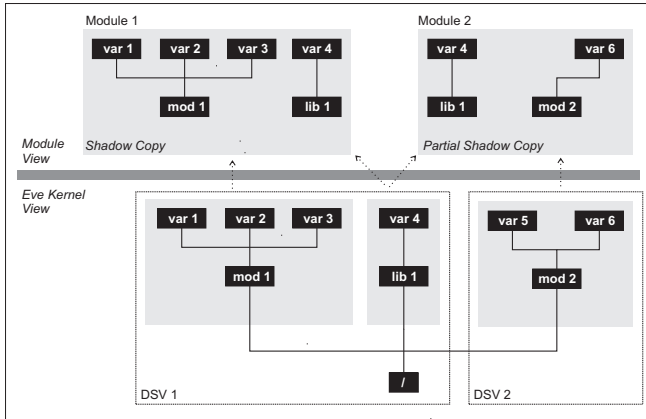 Module 1
Module 2
var 1
var 2
var 3
var 4
var 4
var 6
mod 1
lib 1
lib 1
mod 2
Module View
Shadow Copy
Partial Shadow Copy
Eve Kernel View
var 1
var 2
var 3
var 4
var 5
var 6
mod 1
lib 1
mod 2
/
DSV 1
DSV 2